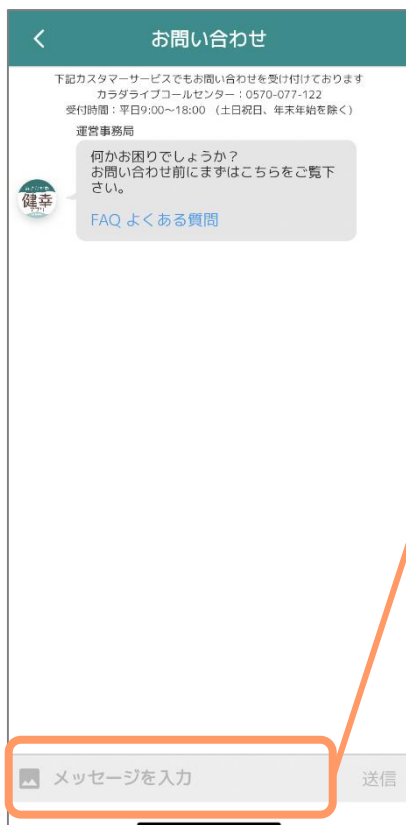 お問い合わせ
下記カスタマーサービスでもお問い合わせを受け付けております
カラダライブコールセンター：0570-077-122
受付時間：平日9:00〜18:00 （土日祝日、年末年始を除く）
運営事務局
何かお困りでしょうか？
お問い合わせ前にまずはこちらをご覧下
さい。
健幸
FAQ よくある質問
メッセージを入力
送信